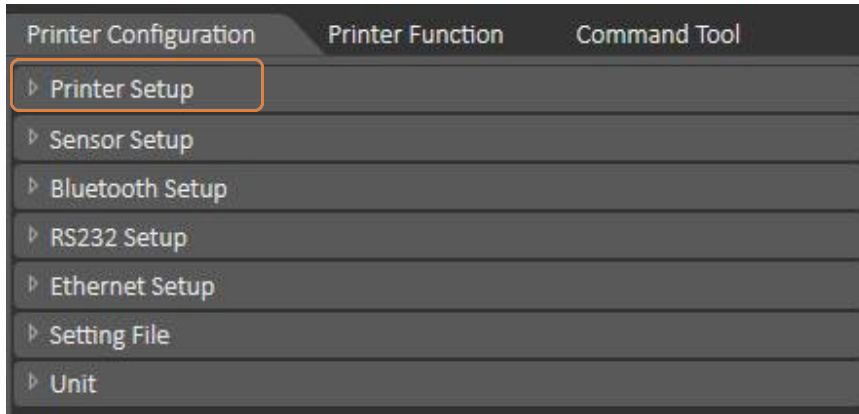 Printer Configuration Printer Function Command Tool
Printer Setup
Sensor Setup
Bluetooth Setup
RS232 Setup
Ethernet Setup
Setting File
Unit